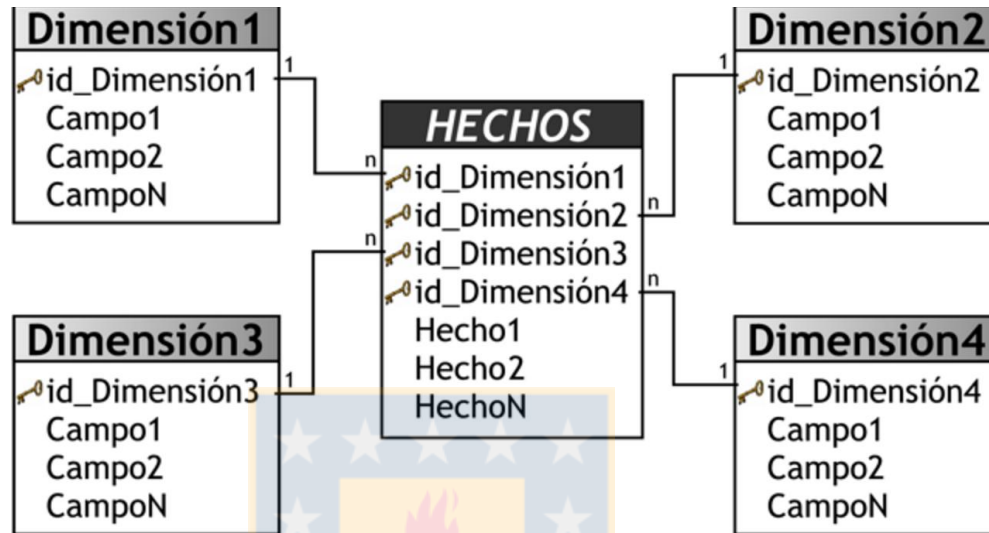 Dimensión1
id_Dimensión1
Campo1
Campo2
CampoN
1
Dimensión2
id_Dimensión2
Campo1
Campo2
CampoN
1
HECHOS
id_Dimensión1
id_Dimensión2
id_Dimensión3
id_Dimensión4
Hecho1
Hecho2
HechoN
n
n
n
n
Dimensión3
id_Dimensión3
Campo1
Campo2
CampoN
1
Dimensión4
id_Dimensión4
Campo1
Campo2
CampoN
1